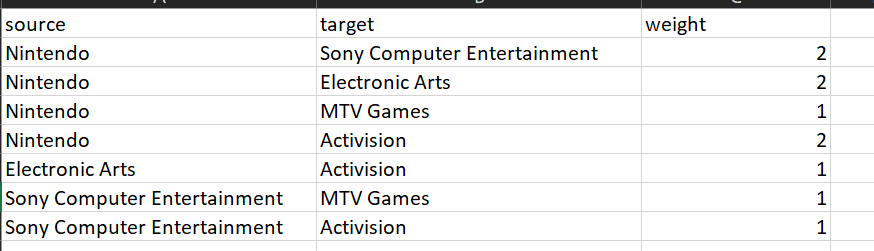 source target weight
Nintendo Sony Computer Entertainment 2
Nintendo Electronic Arts 2
Nintendo MTV Games 1
Nintendo Activision 2
Electronic Arts Activision 1
Sony Computer Entertainment MTV Games 1
Sony Computer Entertainment Activision 1